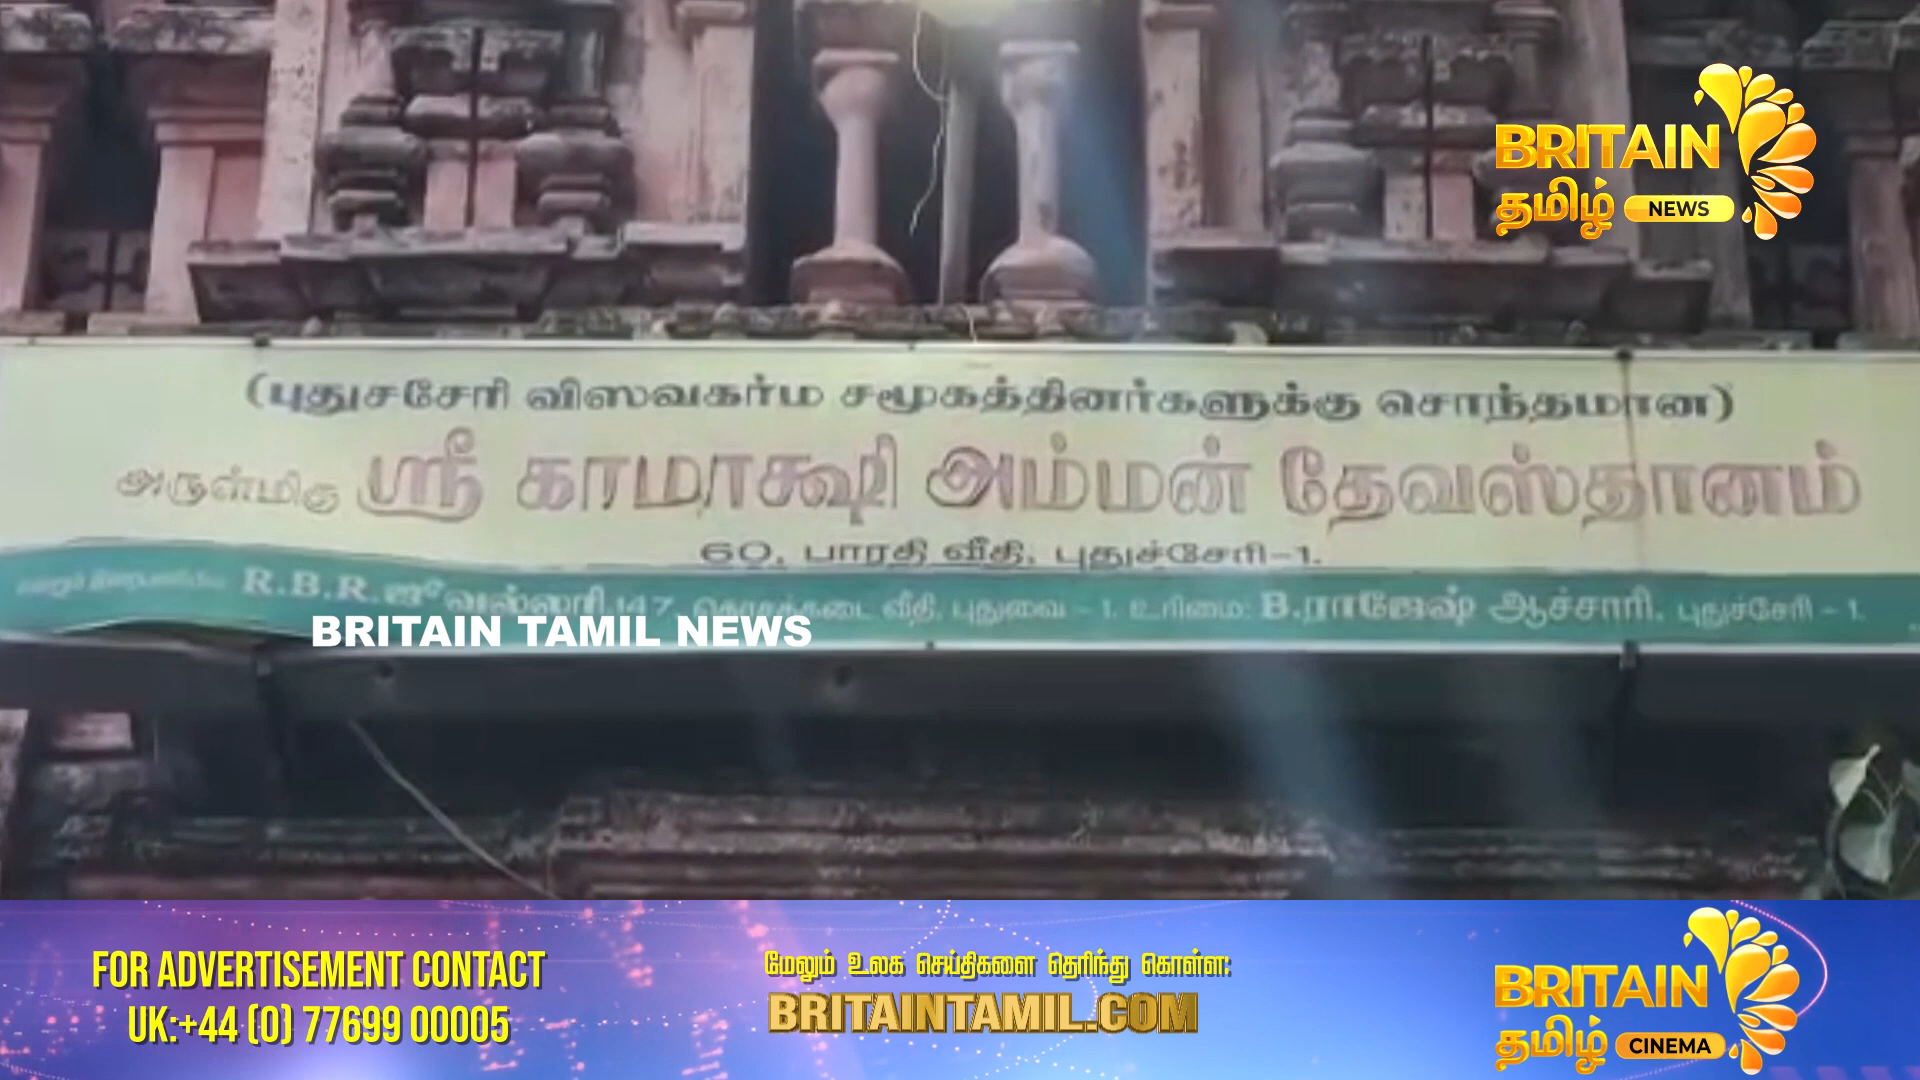 BRITAIN
தமிழ் NEWS
(புதுசசேரி விஸவகர்ம சமூகத்தினர்களுக்கு சொந்தமான)
அருள்மிகு ஸ்ரீ காமாக்ஷி அம்மன் தேவஸ்தானம்
60, பாரதி வீதி, புதுச்சேரி-1.
R.B.R. ஜுவல்லரி, 147, வீதி, புதுவை - 1. உரிமை: B.ராஜேஷ் ஆச்சாரி, புதுச்சேரி - 1.
BRITAIN TAMIL NEWS
FOR ADVERTISEMENT CONTACT
UK:+44 (0) 77699 00005
மேலும் உலக செய்திகளை தெரிந்து கொள்ள:
BRITAINTAMIL.COM
BRITAIN
தமிழ் CINEMA